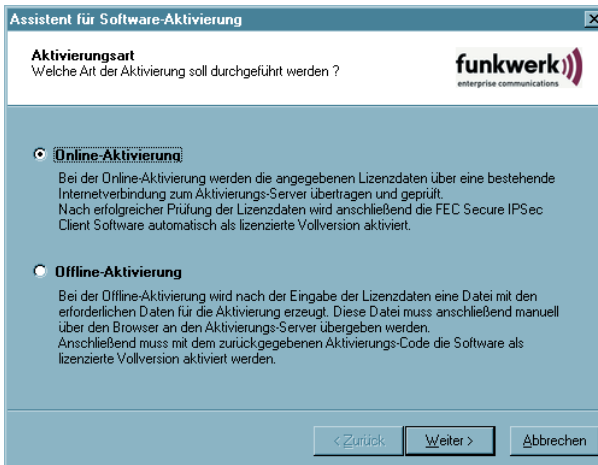 Assistent für Software-Aktivierung
Aktivierungsart
Welche Art der Aktivierung soll durchgeführt werden ?
funkwerk
enterprise communications
Online-Aktivierung
Bei der Online-Aktivierung werden die angegebenen Lizenzdaten über eine bestehende
Internetverbindung zum Aktivierungs-Server übertragen und geprüft.
Nach erfolgreicher Prüfung der Lizenzdaten wird anschließend die FEC Secure IPSec
Client Software automatisch als lizenzierte Vollversion aktiviert.
Offline-Aktivierung
Bei der Offline-Aktivierung wird nach der Eingabe der Lizenzdaten eine Datei mit den
erforderlichen Daten für die Aktivierung erzeugt. Diese Datei muss anschließend manuell
über den Browser an den Aktivierungs-Server übergeben werden.
Anschließend muss mit dem zurückgegebenen Aktivierungs-Code die Software als
lizenzierte Vollversion aktiviert werden.
< Zurück Weiter > Abbrechen